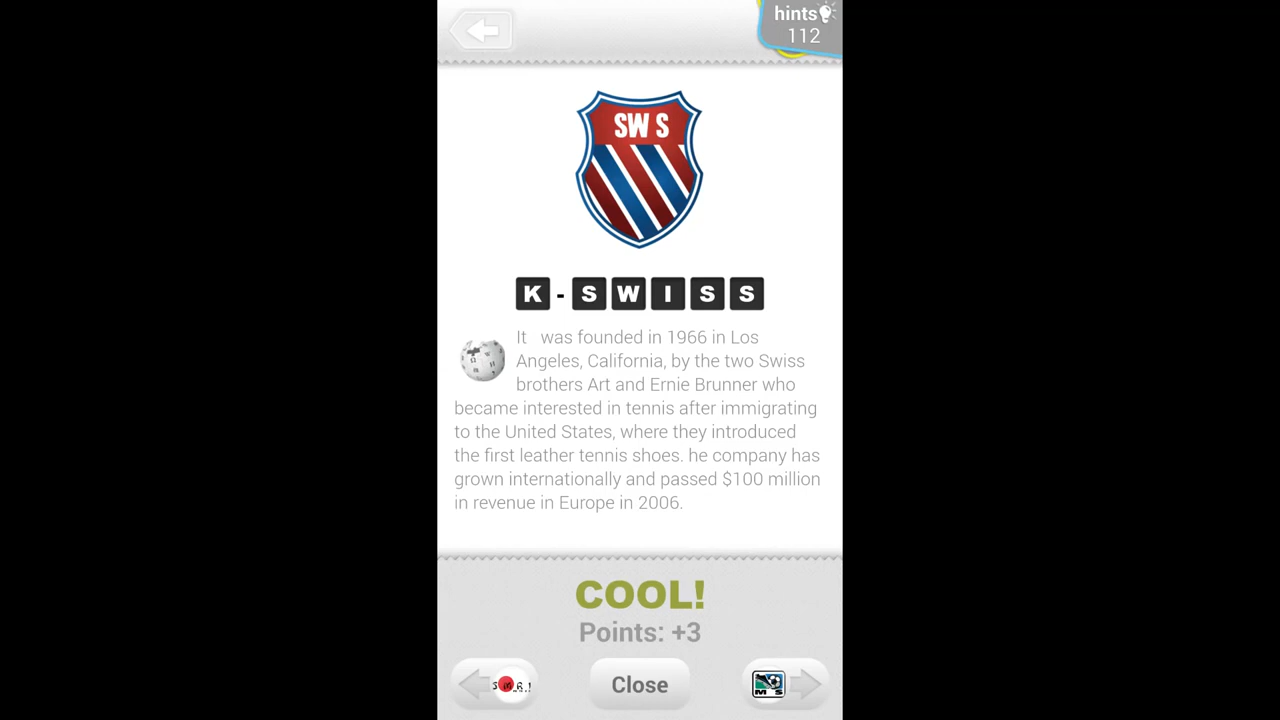 hints
112
SW S
K-SWISS
It was founded in 1966 in Los
Angeles, California, by the two Swiss
brothers Art and Ernie Brunner who
became interested in tennis after immigrating
to the United States, where they introduced
the first leather tennis shoes. he company has
grown internationally and passed $100 million
in revenue in Europe in 2006.
COOL!
Points: +3
Close